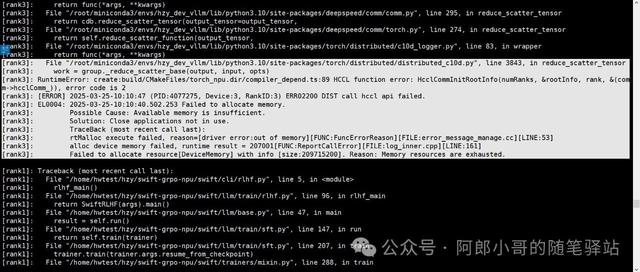 [rank3]:     return func(*args, **kwargs)
[rank3]:   File "/root/miniconda3/envs/hzy_dev_vllm/lib/python3.10/site-packages/deepspeed/comm/comm.py", line 295, in reduce_scatter_tensor
[rank3]:     return cdb.reduce_scatter_tensor(output_tensor=output_tensor,
[rank3]:   File "/root/miniconda3/envs/hzy_dev_vllm/lib/python3.10/site-packages/deepspeed/comm/torch.py", line 274, in reduce_scatter_tensor
[rank3]:     return self.reduce_scatter_function(output_tensor,
[rank3]:   File "/root/miniconda3/envs/hzy_dev_vllm/lib/python3.10/site-packages/torch/distributed/c10d_logger.py", line 83, in wrapper
[rank3]:     return func(*args, **kwargs)
[rank3]:   File "/root/miniconda3/envs/hzy_dev_vllm/lib/python3.10/site-packages/torch/distributed/distributed_c10d.py", line 3843, in reduce_scatter_tensor
[rank3]:     work = group._reduce_scatter_base(output, input, opts)
[rank3]: RuntimeError: create:build/CMakeFiles/torch_npu.dir/compiler_depend.ts:89 HCCL function error: HcclCommInitRootInfo(numRanks, &rootInfo, rank, &(com
m->hcclComm_)), error code is 2
[rank3]: [ERROR] 2025-03-25-10:10:47 (PID:4077275, Device:3, RankID:3) ERR02200 DIST call hccl api failed.
[rank3]: EL0004: 2025-03-25-10:10:40.502.253 Failed to allocate memory.
[rank3]:         Possible Cause: Available memory is insufficient.
[rank3]:         Solution: Close applications not in use.
[rank3]:         TraceBack (most recent call last):
[rank3]:         rtMalloc execute failed, reason=[driver error:out of memory][FUNC:FuncErrorReason][FILE:error_message_manage.cc][LINE:53]
[rank3]:         alloc device memory failed, runtime result = 207001[FUNC:ReportCallError][FILE:log_inner.cpp][LINE:161]
[rank3]:         Failed to allocate resource[DeviceMemory] with info [size:209715200]. Reason: Memory resources are exhausted.
[rank1]: Traceback (most recent call last):
[rank1]:   File "/home/hwtest/hzy/swift-grpo-npu/swift/cli/rlhf.py", line 5, in <module>
[rank1]:     rlhf_main()
[rank1]:   File "/home/hwtest/hzy/swift-grpo-npu/swift/llm/train/rlhf.py", line 96, in rlhf_main
[rank1]:     return SwiftRLHF(args).main()
[rank1]:   File "/home/hwtest/hzy/swift-grpo-npu/swift/llm/base.py", line 47, in main
[rank1]:     result = self.run()
[rank1]:   File "/home/hwtest/hzy/swift-grpo-npu/swift/llm/train/sft.py", line 147, in run
[rank1]:     return self.train(trainer)
[rank1]:   File "/home/hwtest/hzy/swift-grpo-npu/swift/llm/train/sft.py", line 207, in train
[rank1]:     trainer.train(trainer.args.resume_from_checkpoint)
[rank1]:   File "/home/hwtest/hzy/swift-grpo-npu/swift/trainers/mixin.py", line 288, in train
公众号 · 阿郎小哥的随笔驿站